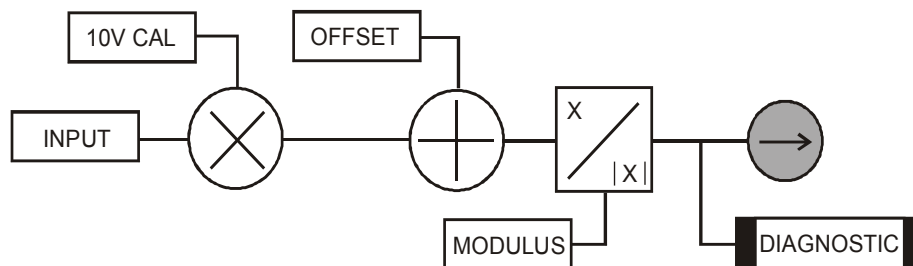 10V CAL
OFFSET
INPUT
X
|X|
MODULUS
DIAGNOSTIC